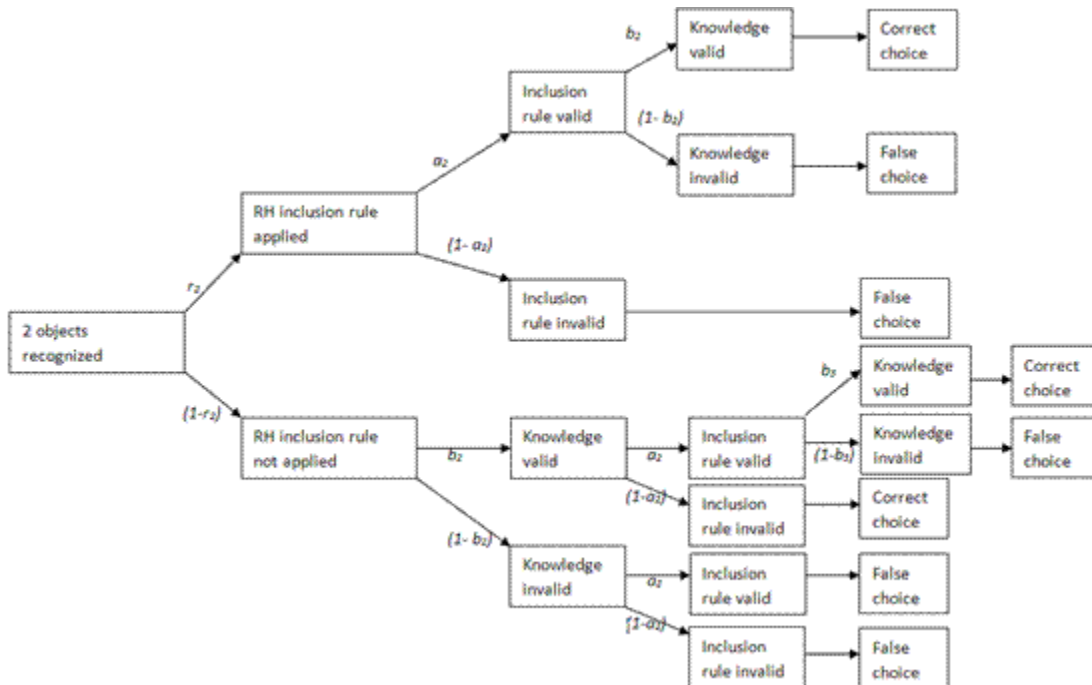 b₂
Knowledge
valid
Correct
choice
Inclusion
rule valid
(1- b₂)
Knowledge
invalid
False
choice
a₂
RH inclusion rule
applied
(1- a₂)
Inclusion
rule invalid
False
choice
r₂
2 objects
recognized
(1-r₂)
RH inclusion rule
not applied
b₂
Knowledge
valid
a₂
Inclusion
rule valid
b₃
Knowledge
valid
Correct
choice
(1-b₃)
Knowledge
invalid
False
choice
(1-a₂)
Inclusion
rule invalid
Correct
choice
(1- b₂)
Knowledge
invalid
a₂
Inclusion
rule valid
False
choice
(1-a₂)
Inclusion
rule invalid
False
choice